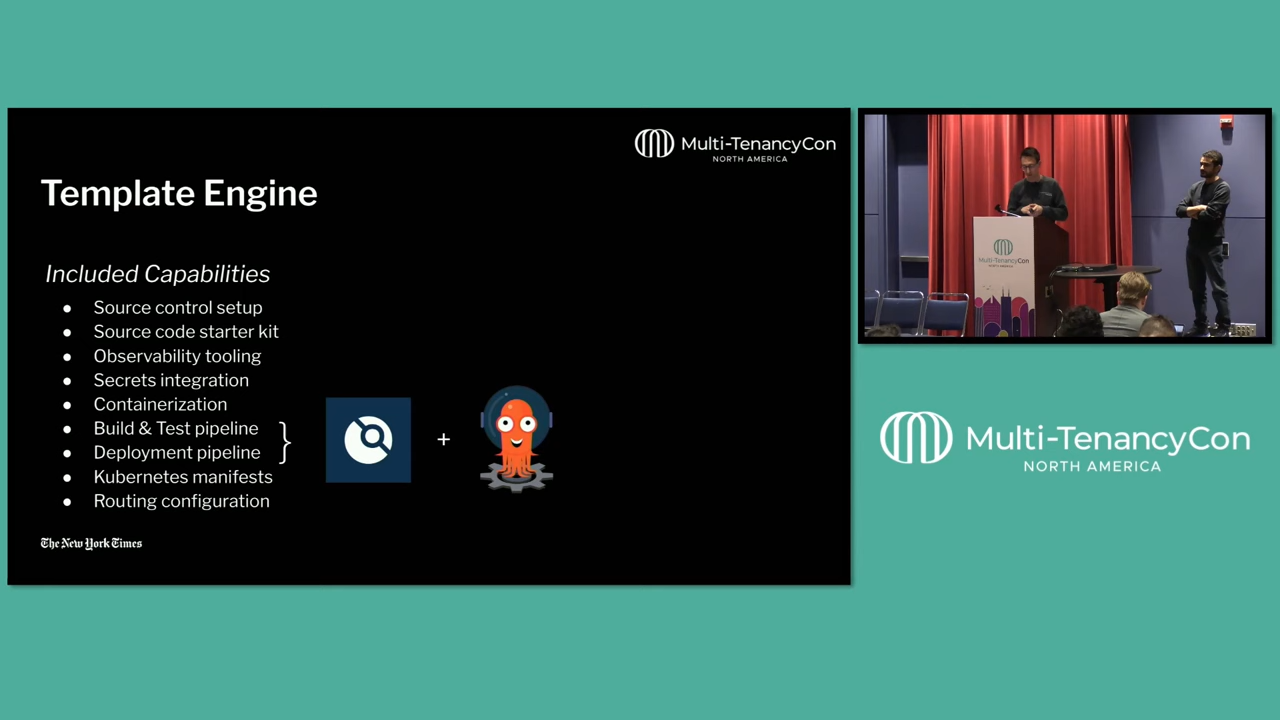 Multi-TenancyCon
NORTH AMERICA
Template Engine
Included Capabilities
● Source control setup
● Source code starter kit
● Observability tooling
● Secrets integration
● Containerization
● Build & Test pipeline
● Deployment pipeline
● Kubernetes manifests
● Routing configuration
}
+
The New York Times
Multi-TenancyCon
Multi-TenancyCon
NORTH AMERICA